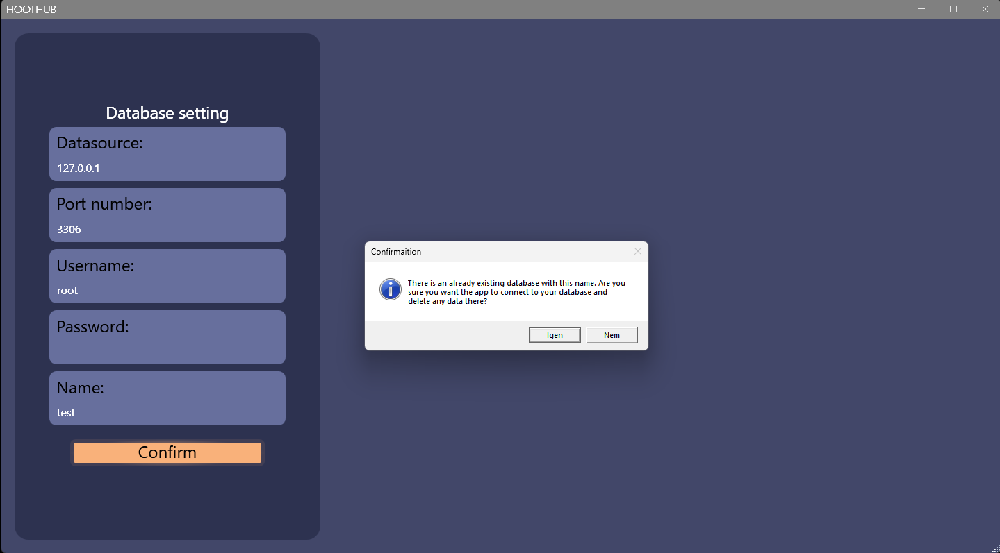 HOOTHUB
Database setting
Datasource:
127.0.0.1
Port number:
3306
Username:
root
Password:
Name:
test
Confirm
Confirmaition
There is an already existing database with this name. Are you
sure you want the app to connect to your database and
delete any data there?
Igen
Nem